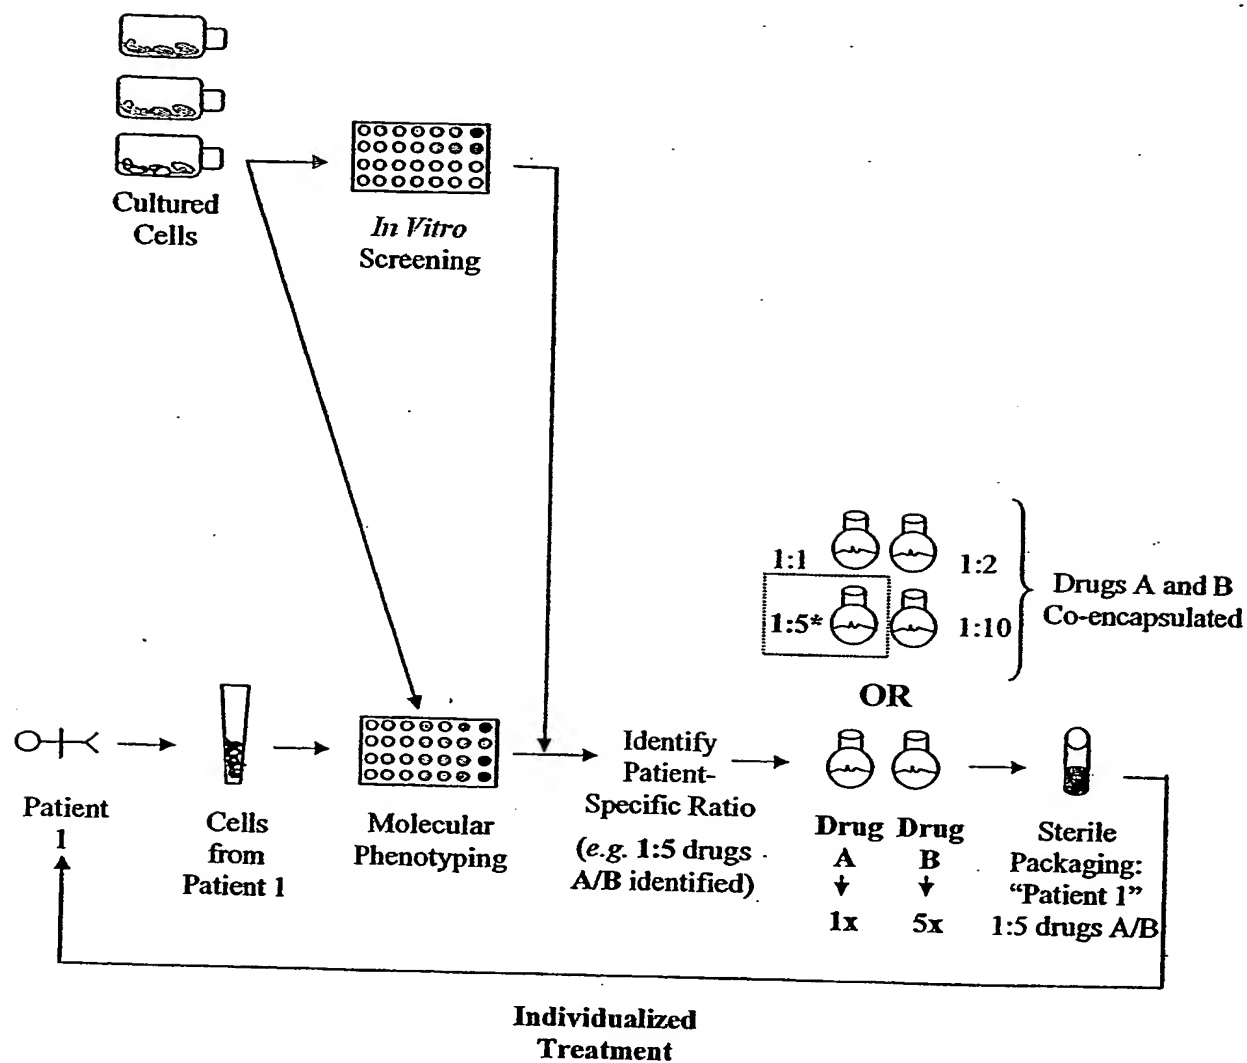 Cultured
Cells
In Vitro
Screening
1:1
1:2
1:5*
1:10
Drugs A and B
Co-encapsulated
OR
Patient
1
Cells
from
Patient 1
Molecular
Phenotyping
Identify
Patient-
Specific Ratio
(e.g. 1:5 drugs
A/B identified)
Drug
A
1x
Drug
B
5x
Sterile
Packaging:
“Patient 1”
1:5 drugs A/B
Individualized
Treatment